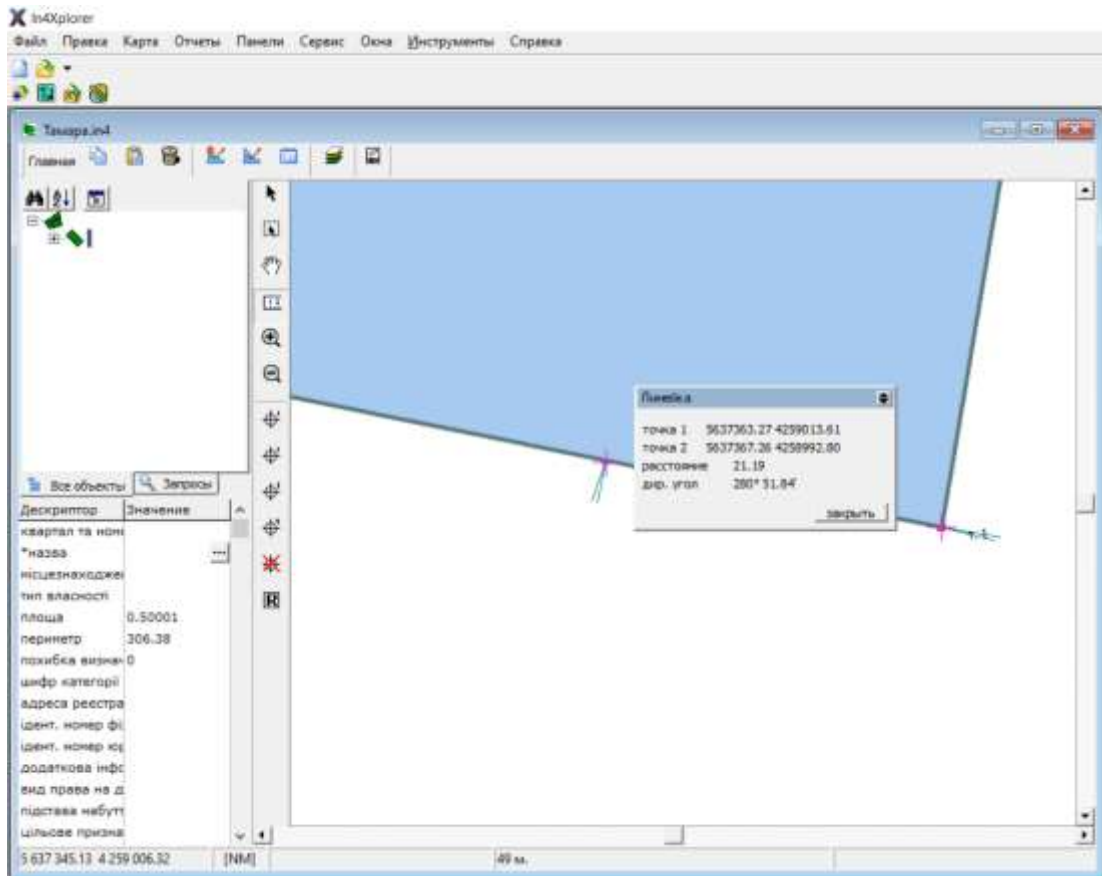 In4Xplorer
Файл Правка Карта Отчеты Панели Сервис Окна Инструменты Справка
Тамара.in4
Главная
Линейка
точка 1 5637363.27 4259013.61
точка 2 5637367.26 4258992.80
расстояние 21.19
дир. угол 280° 51.84'
закрыть
Все объекты Запросы
Дескриптор Значение
квартал та номе
*назва ...
місцезнаходжен
тип власності
площа 0.50001
периметр 306.38
похибка визнач 0
шифр категорії
адреса реєстра
ідент. номер фі
ідент. номер юр
додаткова інфо
вид права на д
підстава набутт
цільове призна
5 637 345.13 4 259 006.32 [NM] 49 м.